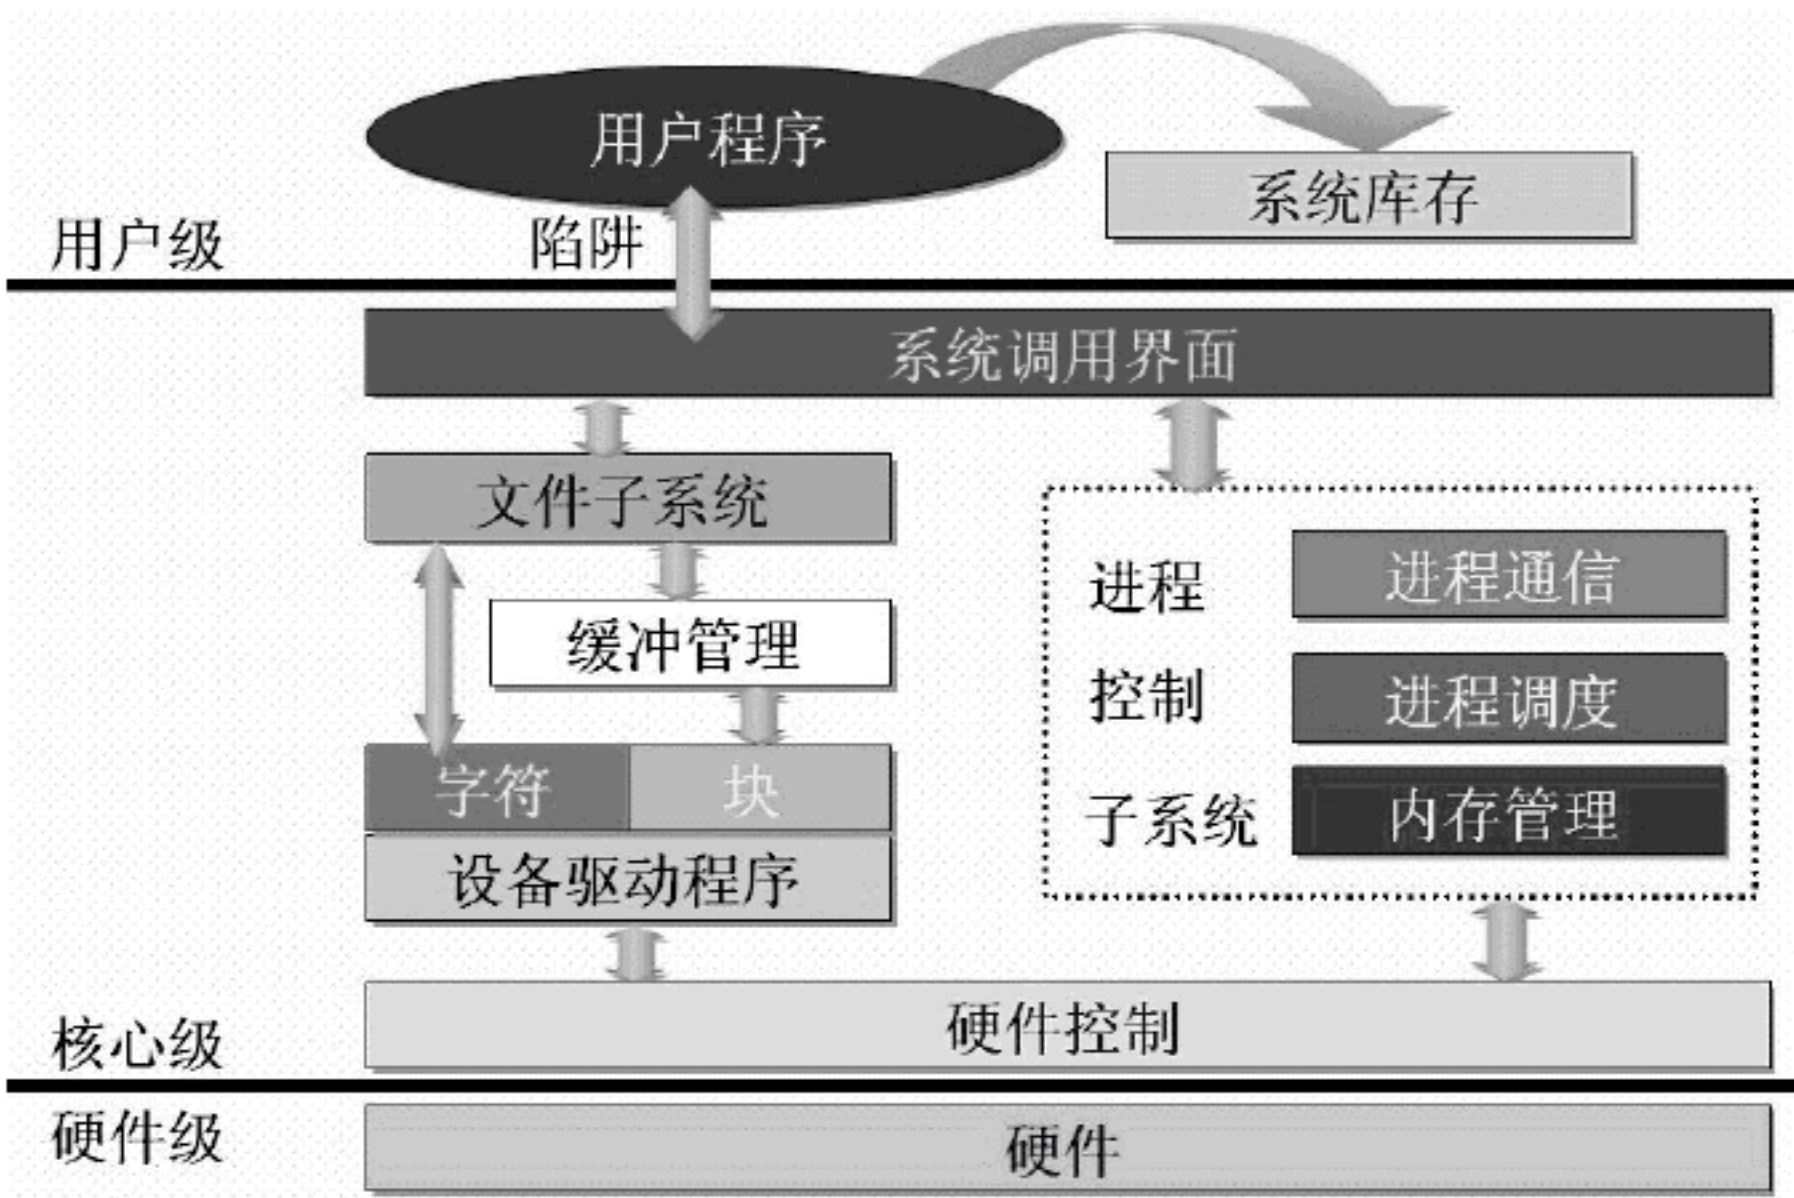 用户程序
系统库存
用户级
陷阱
系统调用界面
文件子系统
进程
进程通信
缓冲管理
控制
进程调度
字符
块
子系统
内存管理
设备驱动程序
核心级
硬件控制
硬件级
硬件